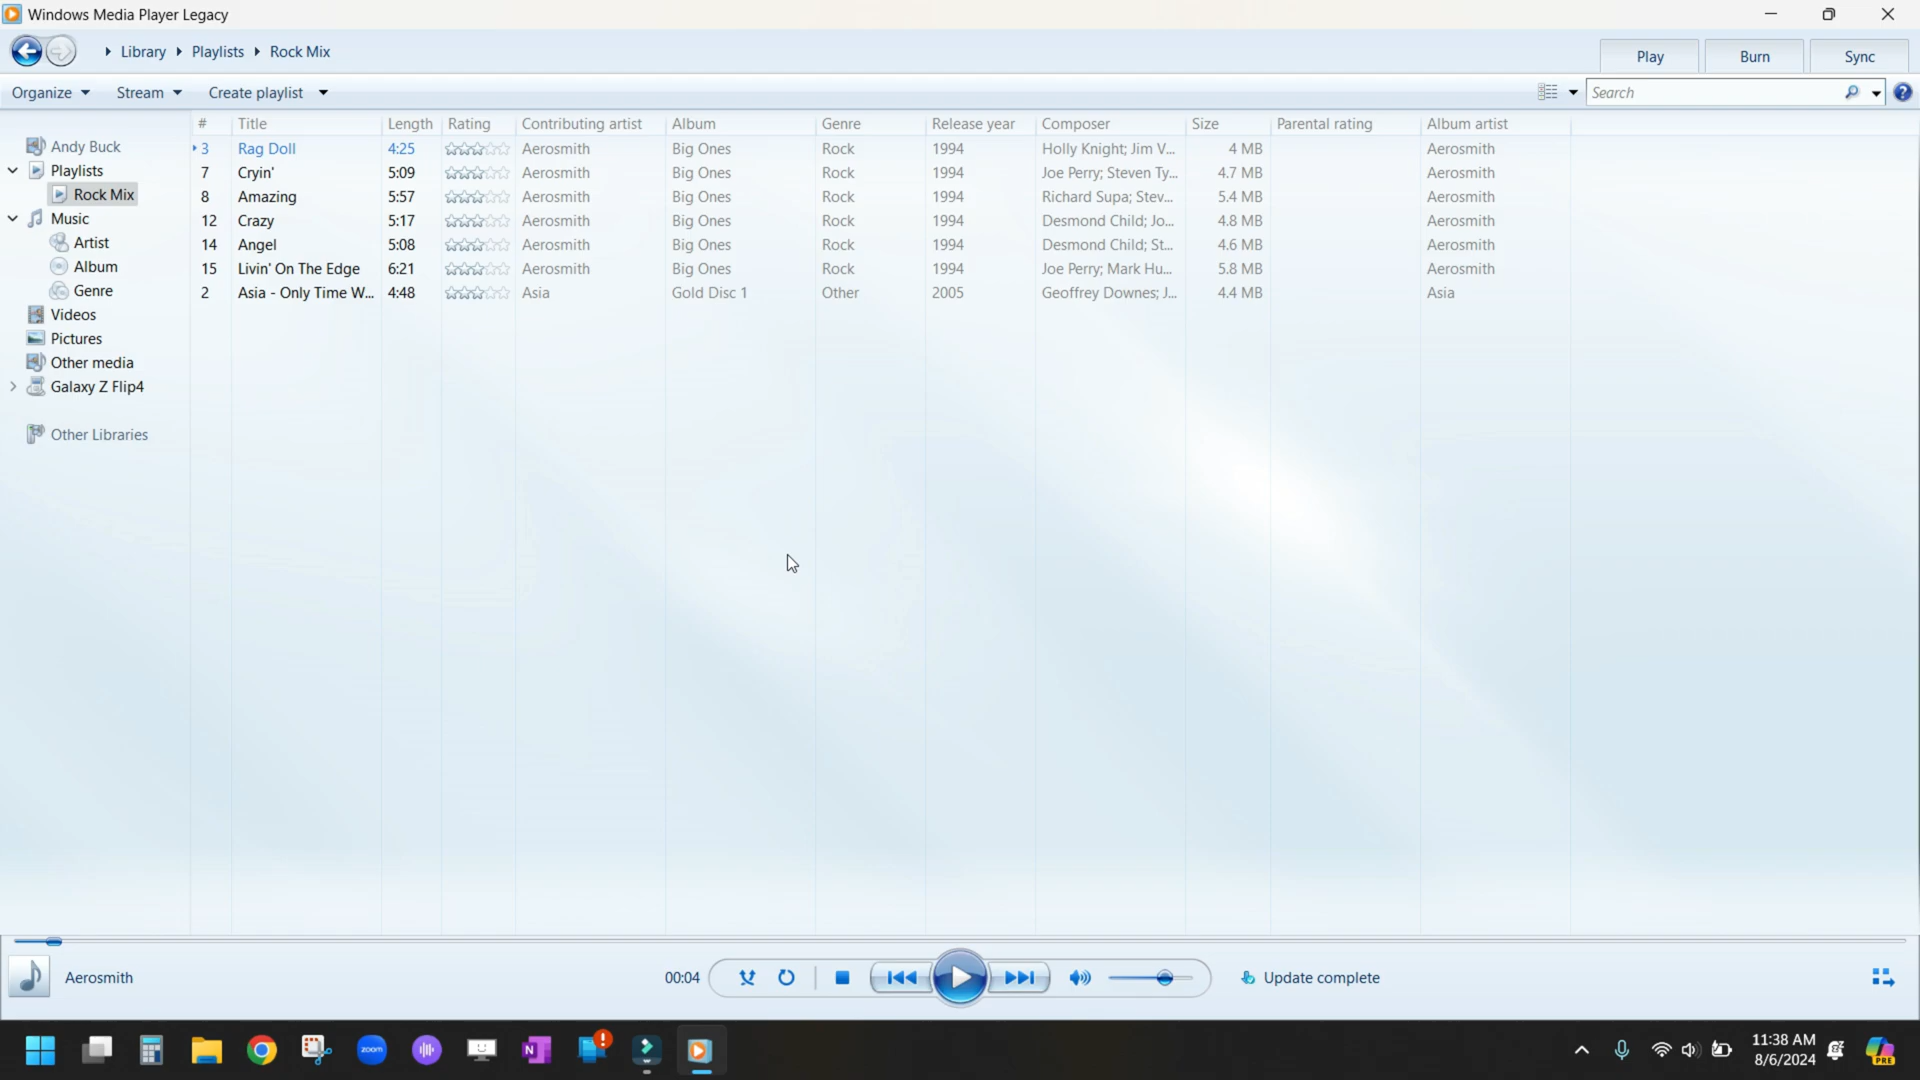 Windows Media Player Legacy
Library Playlists Rock Mix
Play Burn Sync
Organize Stream Create playlist Search ?
# Title Length Rating Contributing artist Album Genre Release year Composer Size Parental rating Album artist
Andy Buck
Playlists
Rock Mix
Music
Artist
Album
Genre
Videos
Pictures
Other media
Galaxy Z Flip4
Other Libraries
3 Rag Doll 4:25 Aerosmith Big Ones Rock 1994 Holly Knight; Jim V... 4 MB Aerosmith
7 Cryin' 5:09 Aerosmith Big Ones Rock 1994 Joe Perry; Steven Ty... 4.7 MB Aerosmith
8 Amazing 5:57 Aerosmith Big Ones Rock 1994 Richard Supa; Stev... 5.4 MB Aerosmith
12 Crazy 5:17 Aerosmith Big Ones Rock 1994 Desmond Child; Jo... 4.8 MB Aerosmith
14 Angel 5:08 Aerosmith Big Ones Rock 1994 Desmond Child; St... 4.6 MB Aerosmith
15 Livin' On The Edge 6:21 Aerosmith Big Ones Rock 1994 Joe Perry; Mark Hu... 5.8 MB Aerosmith
2 Asia - Only Time W... 4:48 Asia Gold Disc 1 Other 2005 Geoffrey Downes; J... 4.4 MB Asia
Aerosmith 00:04 Update complete
zoom N ! 11:38 AM
8/6/2024 PRE